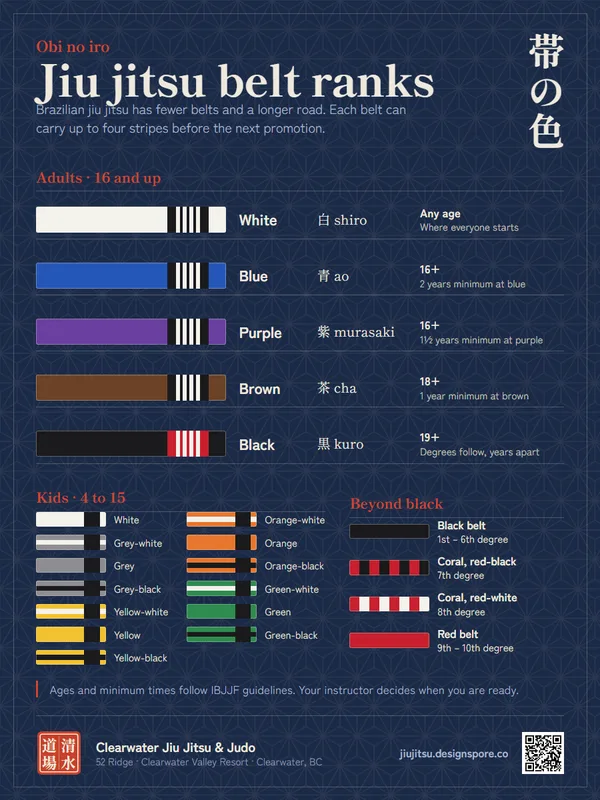 Obi no iro
Jiu jitsu belt ranks
Brazilian jiu jitsu has fewer belts and a longer road. Each belt can
carry up to four stripes before the next promotion.
帯の色
Adults · 16 and up
White 白 shiro Any age
Where everyone starts
Blue 青 ao 16+
2 years minimum at blue
Purple 紫 murasaki 16+
1½ years minimum at purple
Brown 茶 cha 18+
1 year minimum at brown
Black 黒 kuro 19+
Degrees follow, years apart
Kids · 4 to 15
White
Grey-white
Grey
Grey-black
Yellow-white
Yellow
Yellow-black
Orange-white
Orange
Orange-black
Green-white
Green
Green-black
Beyond black
Black belt
1st – 6th degree
Coral, red-black
7th degree
Coral, red-white
8th degree
Red belt
9th – 10th degree
Ages and minimum times follow IBJJF guidelines. Your instructor decides when you are ready.
清水
道場
Clearwater Jiu Jitsu & Judo
52 Ridge · Clearwater Valley Resort · Clearwater, BC
jiujitsu.designspore.co